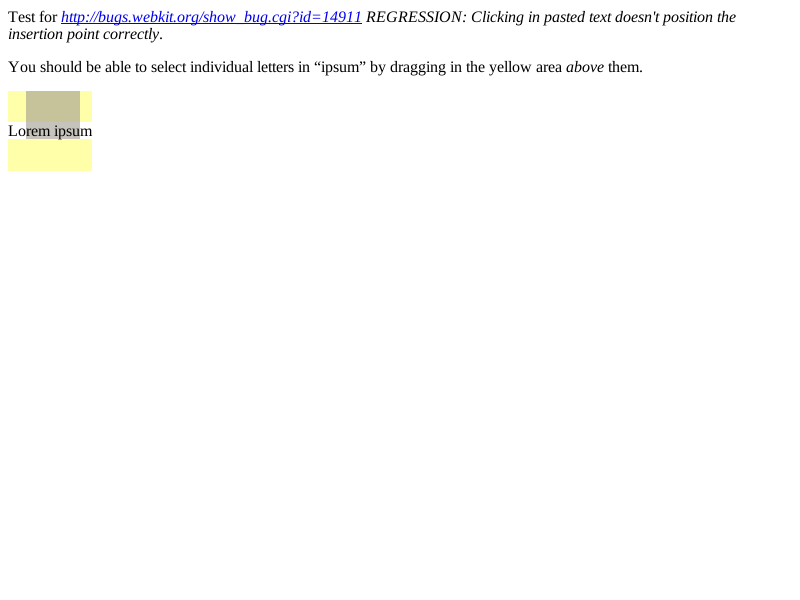 Test for http://bugs.webkit.org/show_bug.cgi?id=14911 REGRESSION: Clicking in pasted text doesn't position the
insertion point correctly.
You should be able to select individual letters in “ipsum” by dragging in the yellow area above them.
Lorem ipsum